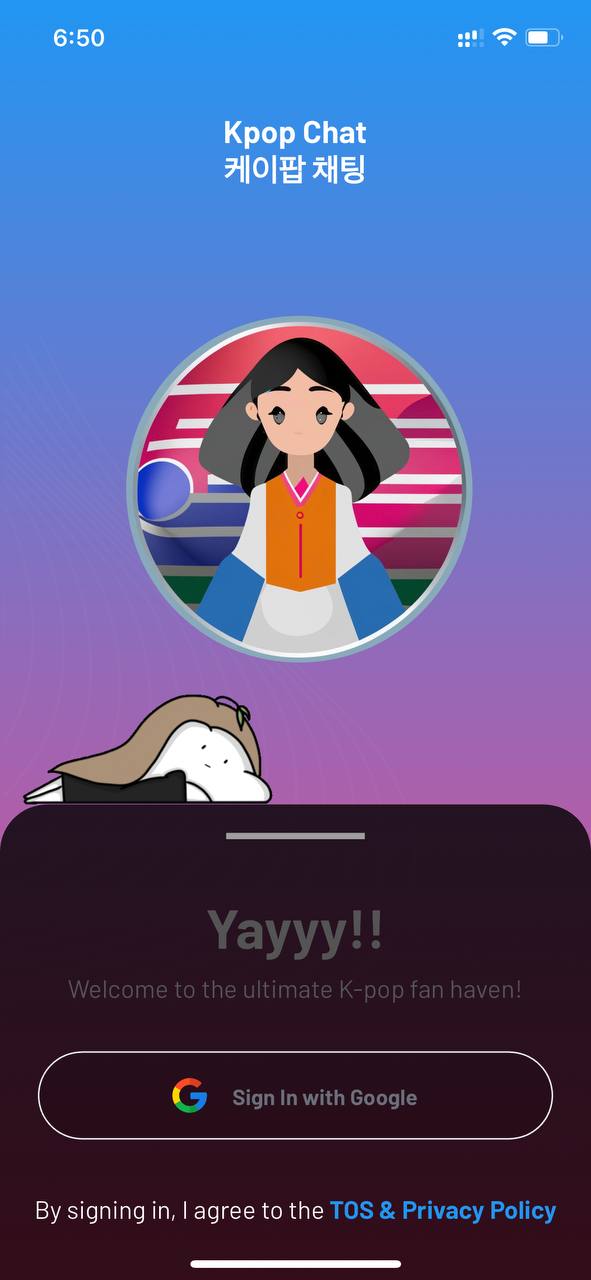 6:50
Kpop Chat
케이팝 채팅
Yayyy!!
Welcome to the ultimate K-pop fan haven!
Sign In with Google
By signing in, I agree to the TOS & Privacy Policy